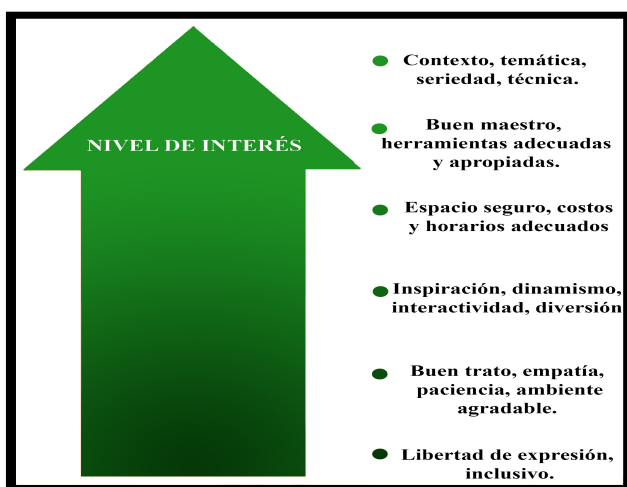 Contexto, temática,
seriedad, técnica.
NIVEL DE INTERÉS
Buen maestro,
herramientas adecuadas
y apropiadas.
Espacio seguro, costos
y horarios adecuados
Inspiración, dinamismo,
interactividad, diversión
Buen trato, empatía,
paciencia, ambiente
agradable.
Libertad de expresión,
inclusivo.